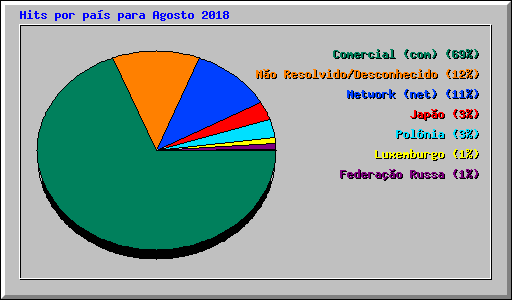 Hits por país para Agosto 2018
Comercial (com) (69%)
Não Resolvido/Desconhecido (12%)
Network (net) (11%)
Japão (3%)
Polónia (3%)
Luxemburgo (1%)
Federação Russa (1%)